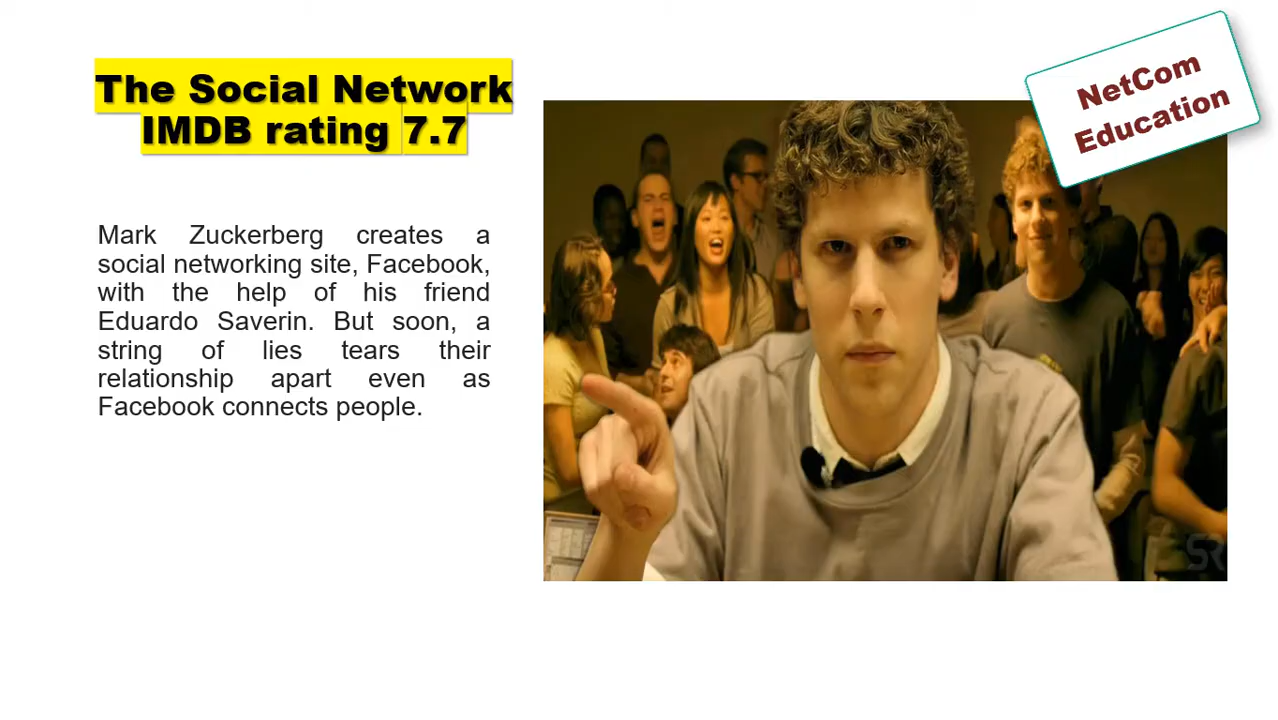 The Social Network
IMDB rating 7.7
NetCom
Education
Mark Zuckerberg creates a
social networking site, Facebook,
with the help of his friend
Eduardo Saverin. But soon, a
string of lies tears their
relationship apart even as
Facebook connects people.
SR